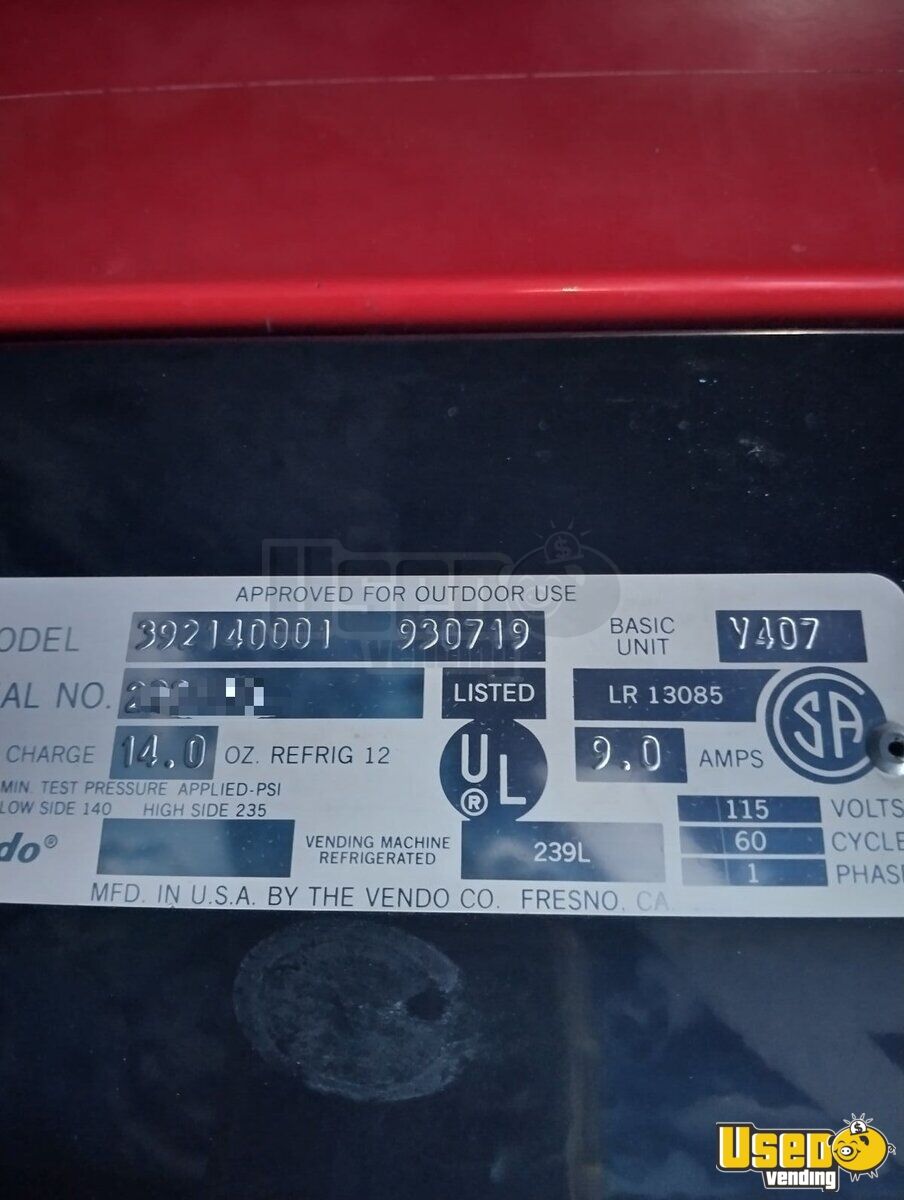 APPROVED FOR OUTDOOR USE
ODEL 392140001 930719 BASIC UNIT V407
AL NO. LISTED LR 13085 SA
CHARGE 14.0 OZ. REFRIG 12 UL® 9.0 AMPS
MIN. TEST PRESSURE APPLIED-PSI
LOW SIDE 140 HIGH SIDE 235
115 VOLTS
60 CYCLE
1 PHAS
do® VENDING MACHINE REFRIGERATED 239L
MFD. IN U.S.A. BY THE VENDO CO. FRESNO, CA.
USED vending
USED vending